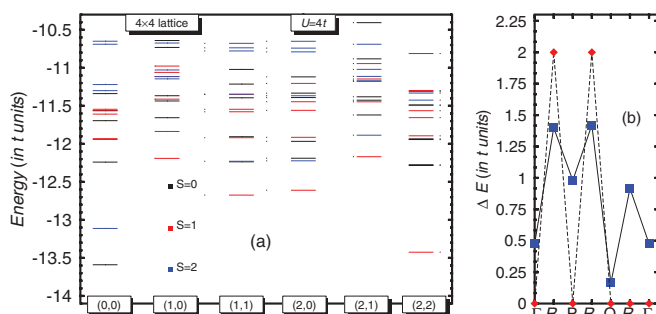 4×4 lattice
U=4t
Energy (in t units)
-10.5
-11
-11.5
-12
-12.5
-13
-13.5
-14
S=0
S=1
S=2
(a)
(0,0)
(1,0)
(1,1)
(2,0)
(2,1)
(2,2)
Δ E (in t units)
2.25
2
1.75
1.5
1.25
1
0.75
0.5
0.25
0
(b)